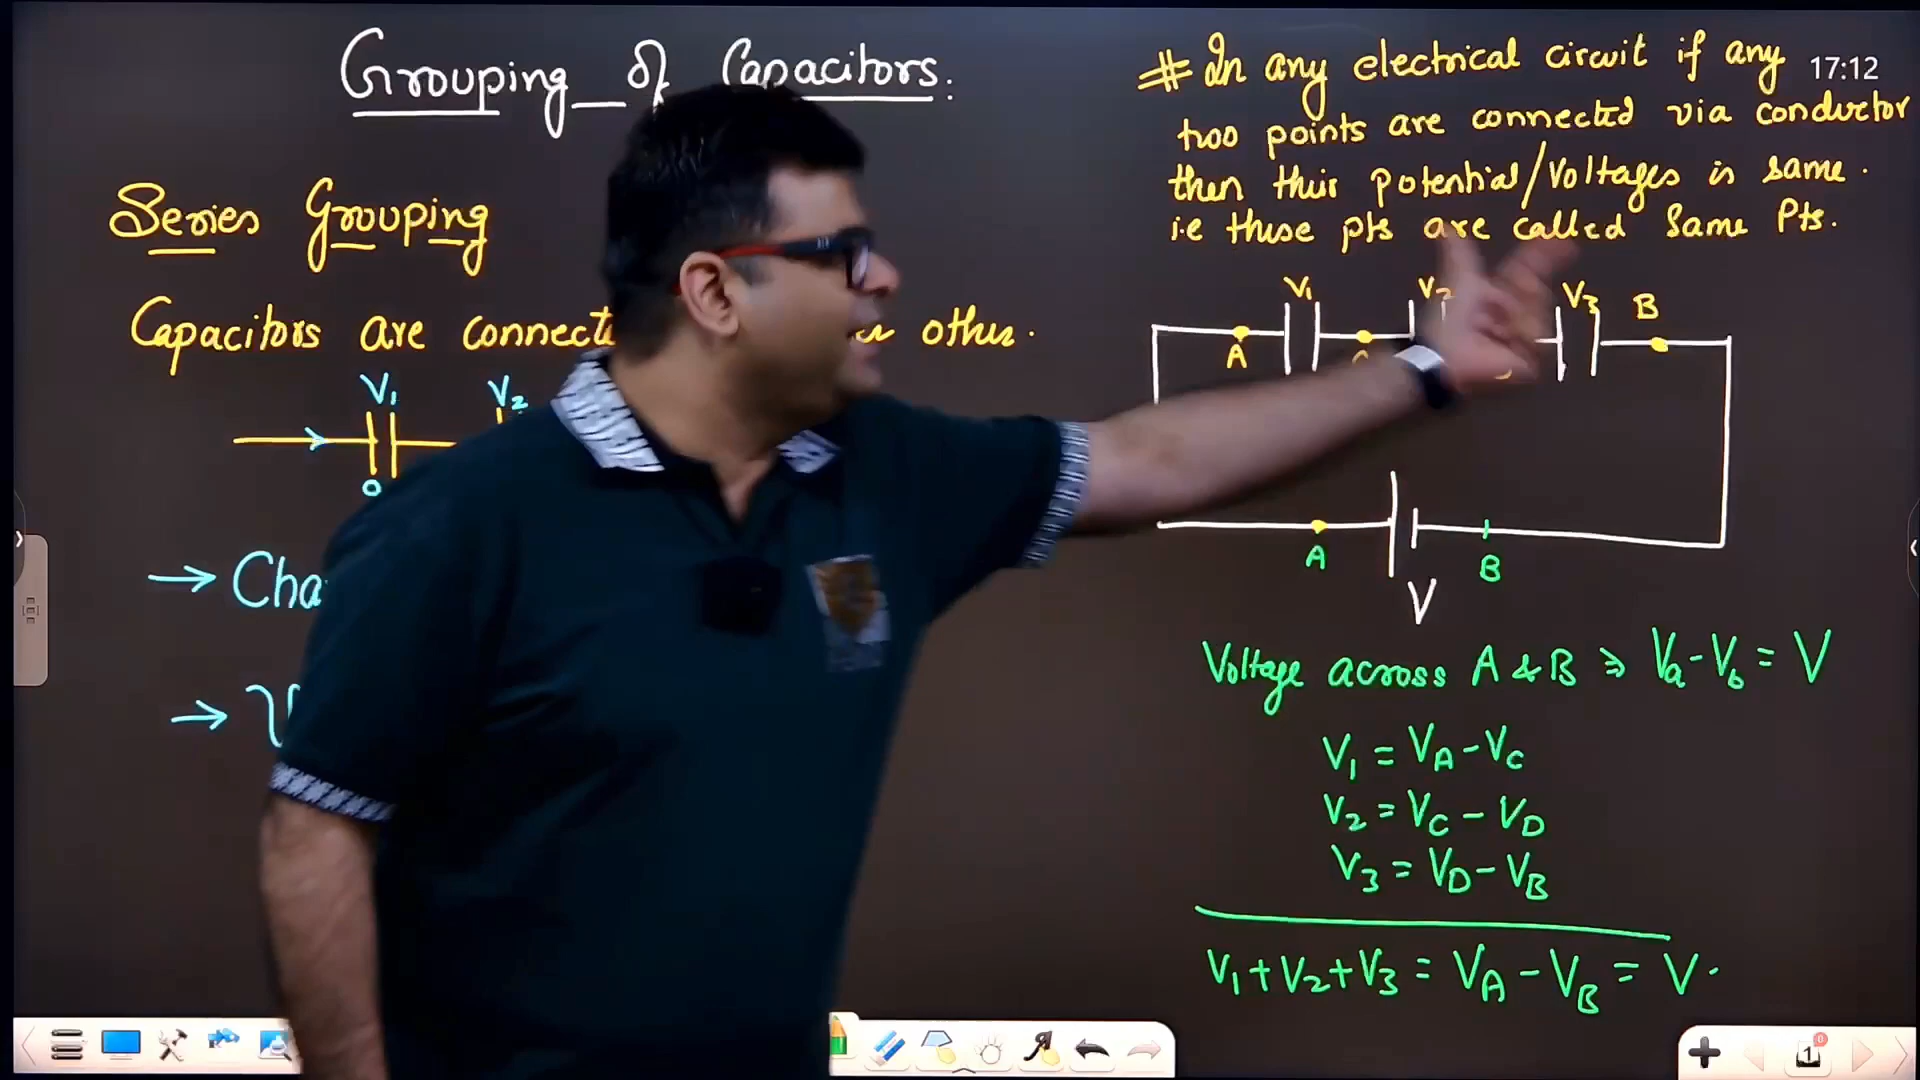 Grouping of Capacitors:
Series Grouping
Capacitors are other.
V1 V2
→ Cha
→
# In any electrical circuit if any
two points are connected via conductor
then their potential/Voltages is same.
i.e these pts are called Same Pts.
17:12
V1 V2 V3 B
A
A B
V
Voltage across A & B ⇒ Va - Vb = V
V1 = VA - VC
V2 = VC - VD
V3 = VD - VB
V1 + V2 + V3 = VA - VB = V.
1